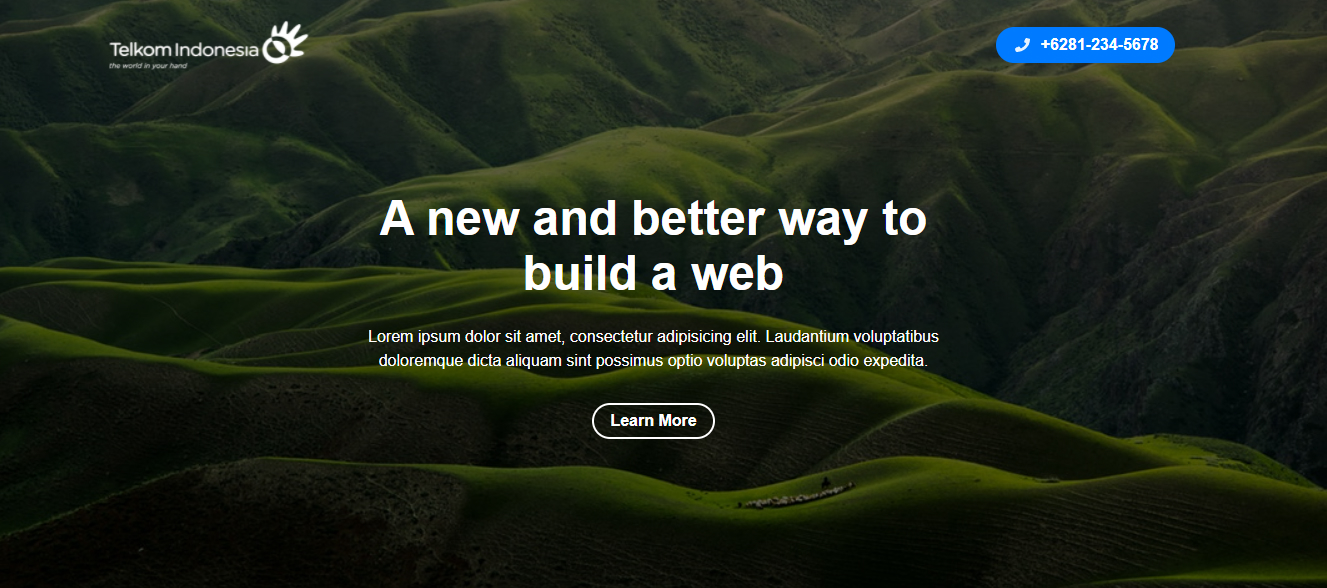 Telkom Indonesia
the world in your hand
+6281-234-5678
A new and better way to
build a web
Lorem ipsum dolor sit amet, consectetur adipisicing elit. Laudantium voluptatibus
doloremque dicta aliquam sint possimus optio voluptas adipisci odio expedita.
Learn More